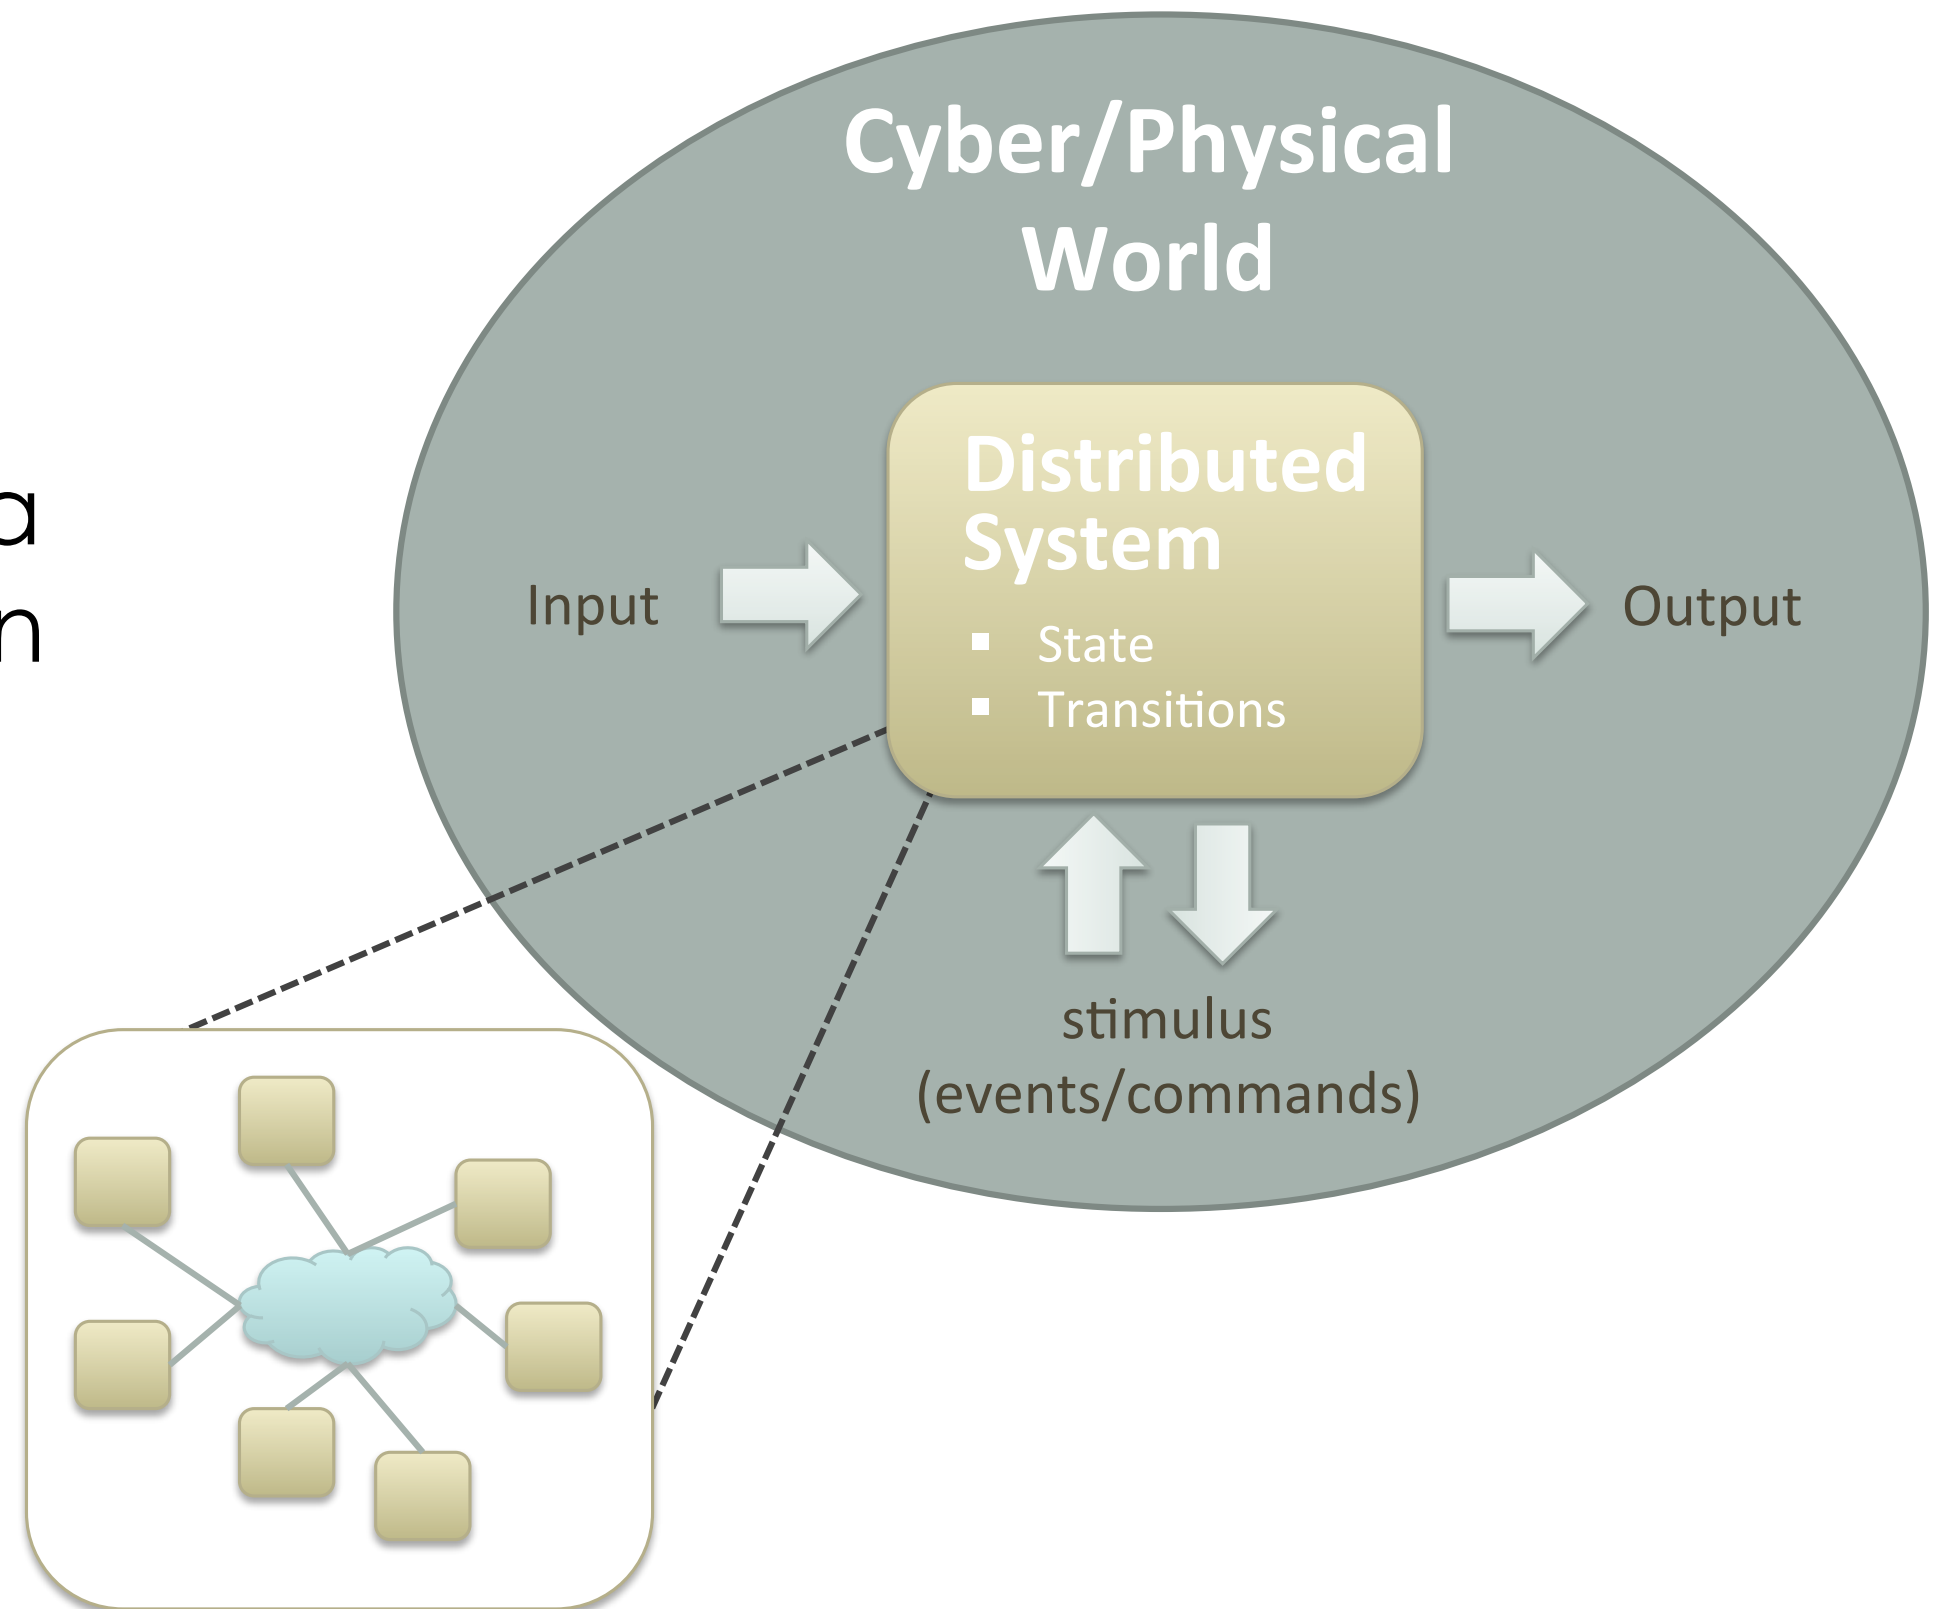 Cyber/Physical
World
a
n
Distributed
System
Input
▪ State
▪ Transitions
Output
stimulus
(events/commands)